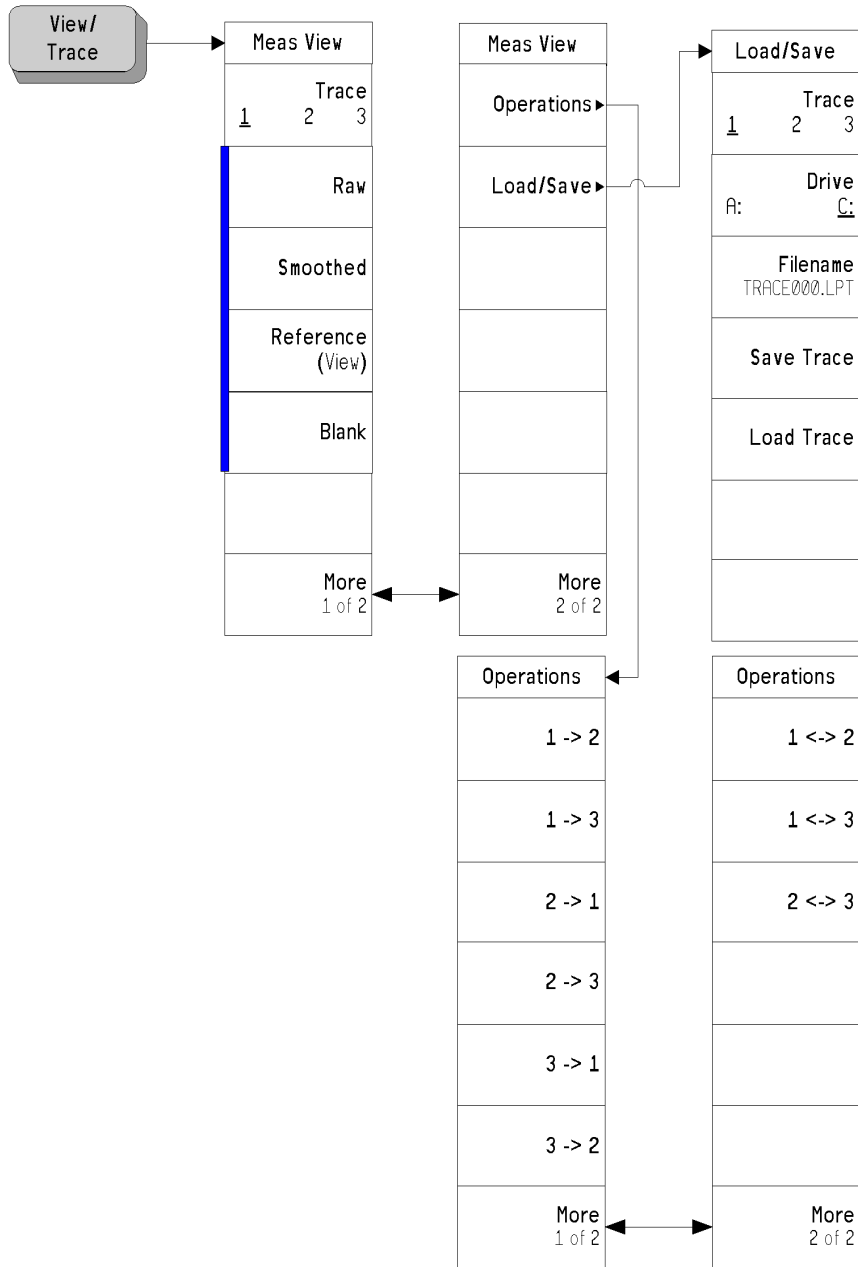 View/
Trace
Meas View
Trace
1 2 3
Raw
Smoothed
Reference
(View)
Blank
More
1 of 2
Meas View
Operations
Load/Save
More
2 of 2
Load/Save
Trace
1 2 3
Drive
A: C:
Filename
TRACE000.LPT
Save Trace
Load Trace
Operations
1 -> 2
1 -> 3
2 -> 1
2 -> 3
3 -> 1
3 -> 2
More
1 of 2
Operations
1 <-> 2
1 <-> 3
2 <-> 3
More
2 of 2